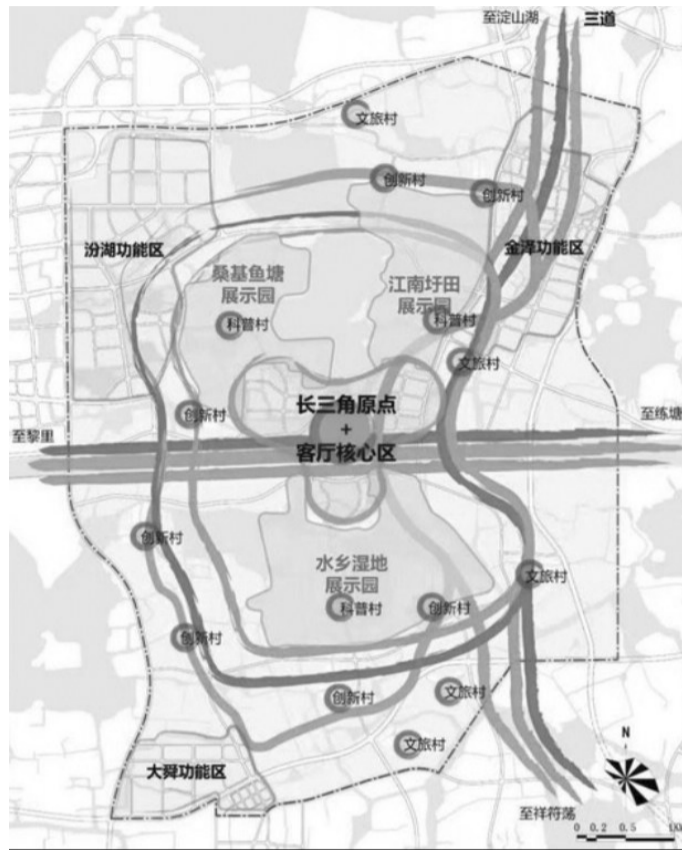 至淀山湖
三道
文旅村
创新村
创新村
汾湖功能区
金泽功能区
桑基鱼塘
展示园
江南圩田
展示园
科普村
科普村
文旅村
长三角原点
+
客厅核心区
创新村
至黎里
至练塘
创新村
水乡湿地
展示园
文旅村
科普村
创新村
创新村
创新村
文旅村
文旅村
大舜功能区
N
至祥符荡
0 0.2 0.5